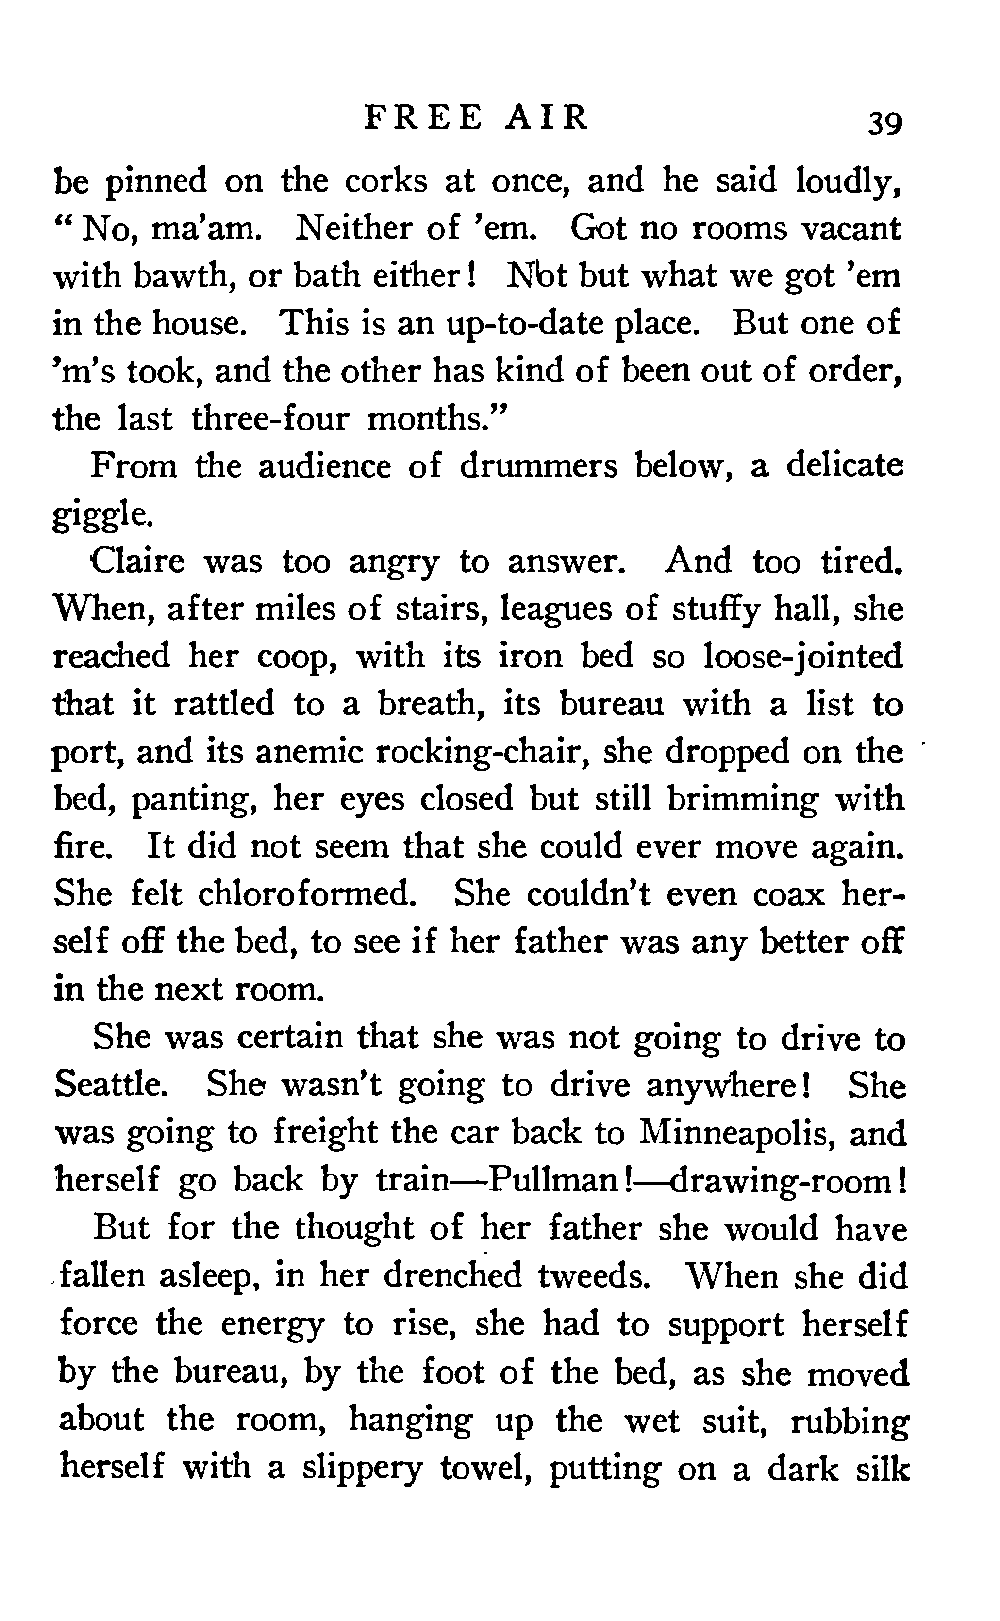 FREE AIR 39
be pinned on the corks at once, and he said loudly,
“ No, ma’am. Neither of ’em. Got no rooms vacant
with bawth, or bath either! Not but what we got ’em
in the house. This is an up-to-date place. But one of
’m’s took, and the other has kind of been out of order,
the last three-four months.”
From the audience of drummers below, a delicate
giggle.
Claire was too angry to answer. And too tired.
When, after miles of stairs, leagues of stuffy hall, she
reached her coop, with its iron bed so loose-jointed
that it rattled to a breath, its bureau with a list to
port, and its anemic rocking-chair, she dropped on the
bed, panting, her eyes closed but still brimming with
fire. It did not seem that she could ever move again.
She felt chloroformed. She couldn’t even coax her-
self off the bed, to see if her father was any better off
in the next room.
She was certain that she was not going to drive to
Seattle. She wasn’t going to drive anywhere! She
was going to freight the car back to Minneapolis, and
herself go back by train—Pullman!—drawing-room!
But for the thought of her father she would have
fallen asleep, in her drenched tweeds. When she did
force the energy to rise, she had to support herself
by the bureau, by the foot of the bed, as she moved
about the room, hanging up the wet suit, rubbing
herself with a slippery towel, putting on a dark silk